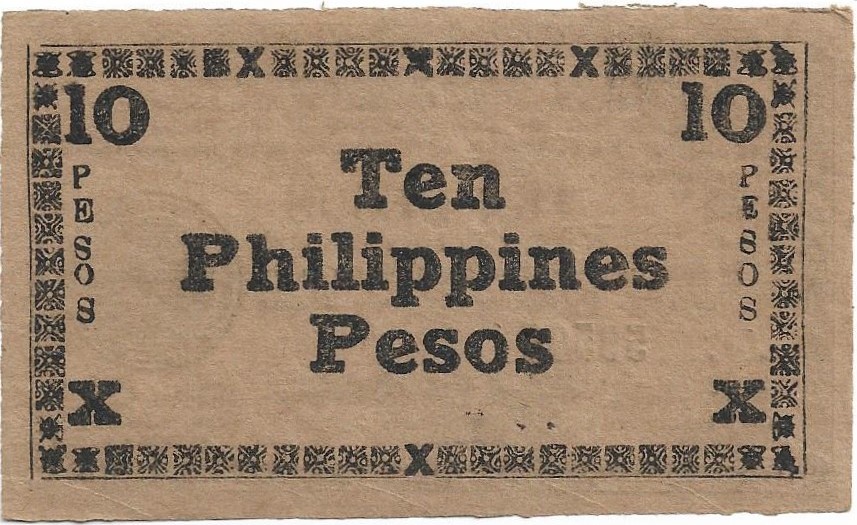 X X
10 10
Ten
Philippines
Pesos
PESOS PESOS
X X
X